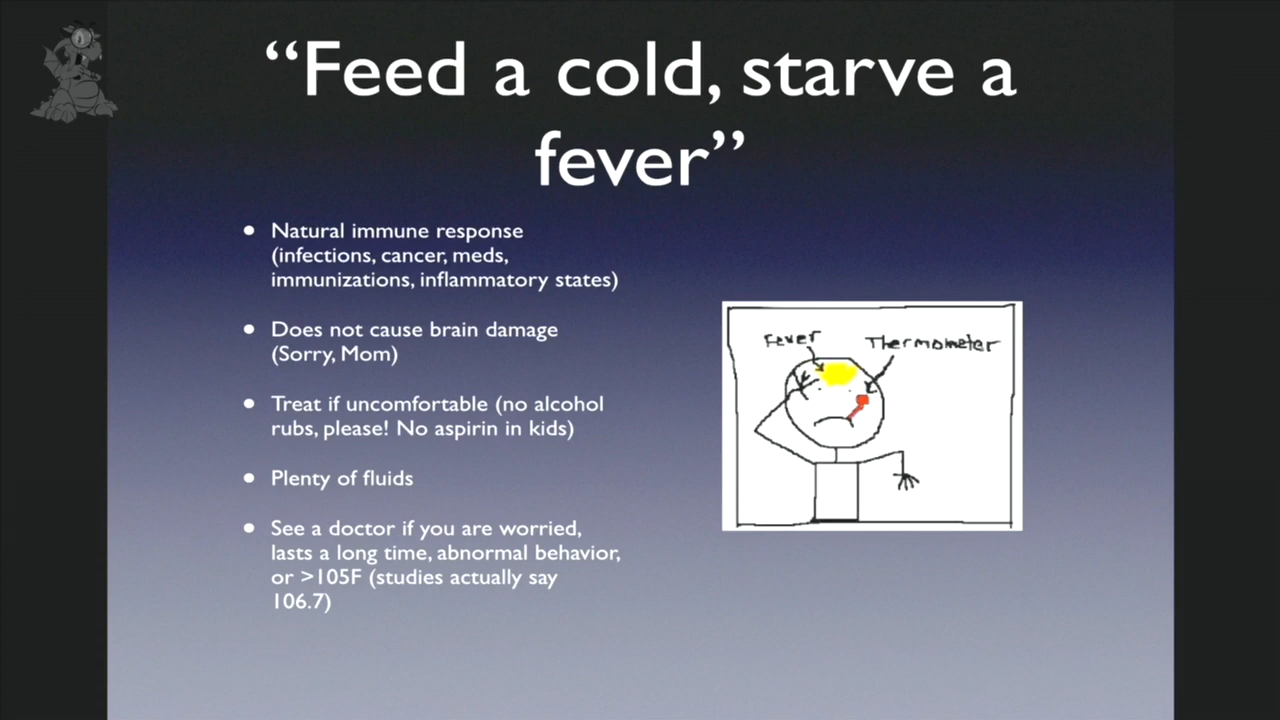 “Feed a cold, starve a
fever”
• Natural immune response
(infections, cancer, meds,
immunizations, inflammatory states)
• Does not cause brain damage
(Sorry, Mom)
• Treat if uncomfortable (no alcohol
rubs, please! No aspirin in kids)
• Plenty of fluids
• See a doctor if you are worried,
lasts a long time, abnormal behavior,
or >105F (studies actually say
106.7)
Fever
Thermometer